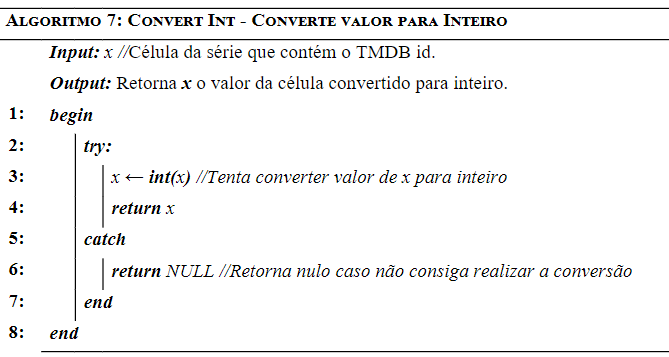 ALGORITMO 7: CONVERT INT - CONVERTE VALOR PARA INTEIRO
Input: x //Célula da série que contém o TMDB id.
Output: Retorna x o valor da célula convertido para inteiro.
1: begin
2: try:
3: x ← int(x) //Tenta converter valor de x para inteiro
4: return x
5: catch
6: return NULL //Retorna nulo caso não consiga realizar a conversão
7: end
8: end